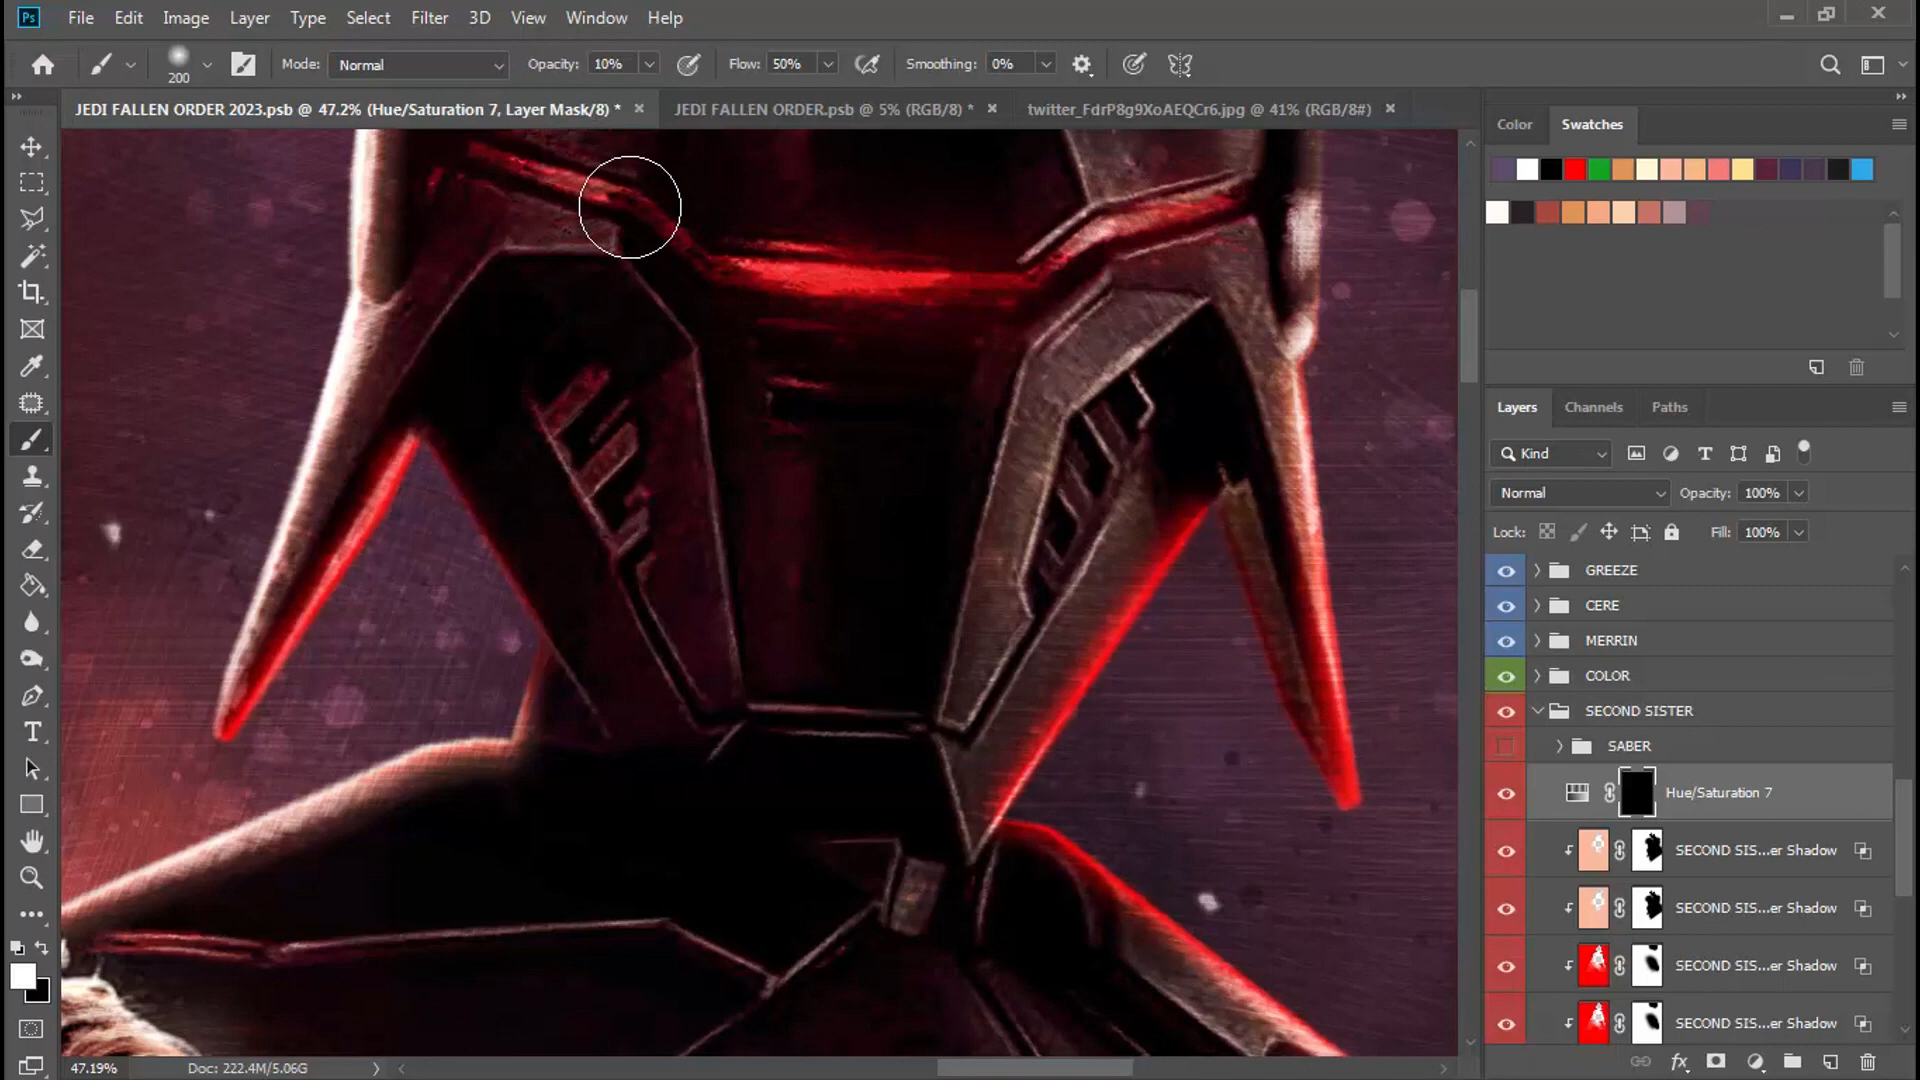 Ps File Edit Image Layer Type Select Filter 3D View Window Help
200 Mode: Normal Opacity: 10% Flow: 50% Smoothing: 0%
JEDI FALLEN ORDER 2023.psb @ 47.2% (Hue/Saturation 7, Layer Mask/8) * JEDI FALLEN ORDER.psb @ 5% (RGB/8) * twitter_FdrP8g9XoAEQCr6.jpg @ 41% (RGB/8#)
Color Swatches
Layers Channels Paths
Kind
Normal Opacity: 100%
Lock: Fill: 100%
GREEZE
CERE
MERRIN
COLOR
SECOND SISTER
SABER
Hue/Saturation 7
SECOND SIS...er Shadow
SECOND SIS...er Shadow
SECOND SIS...er Shadow
SECOND SIS...er Shadow
47.19% Doc: 222.4M/5.06G